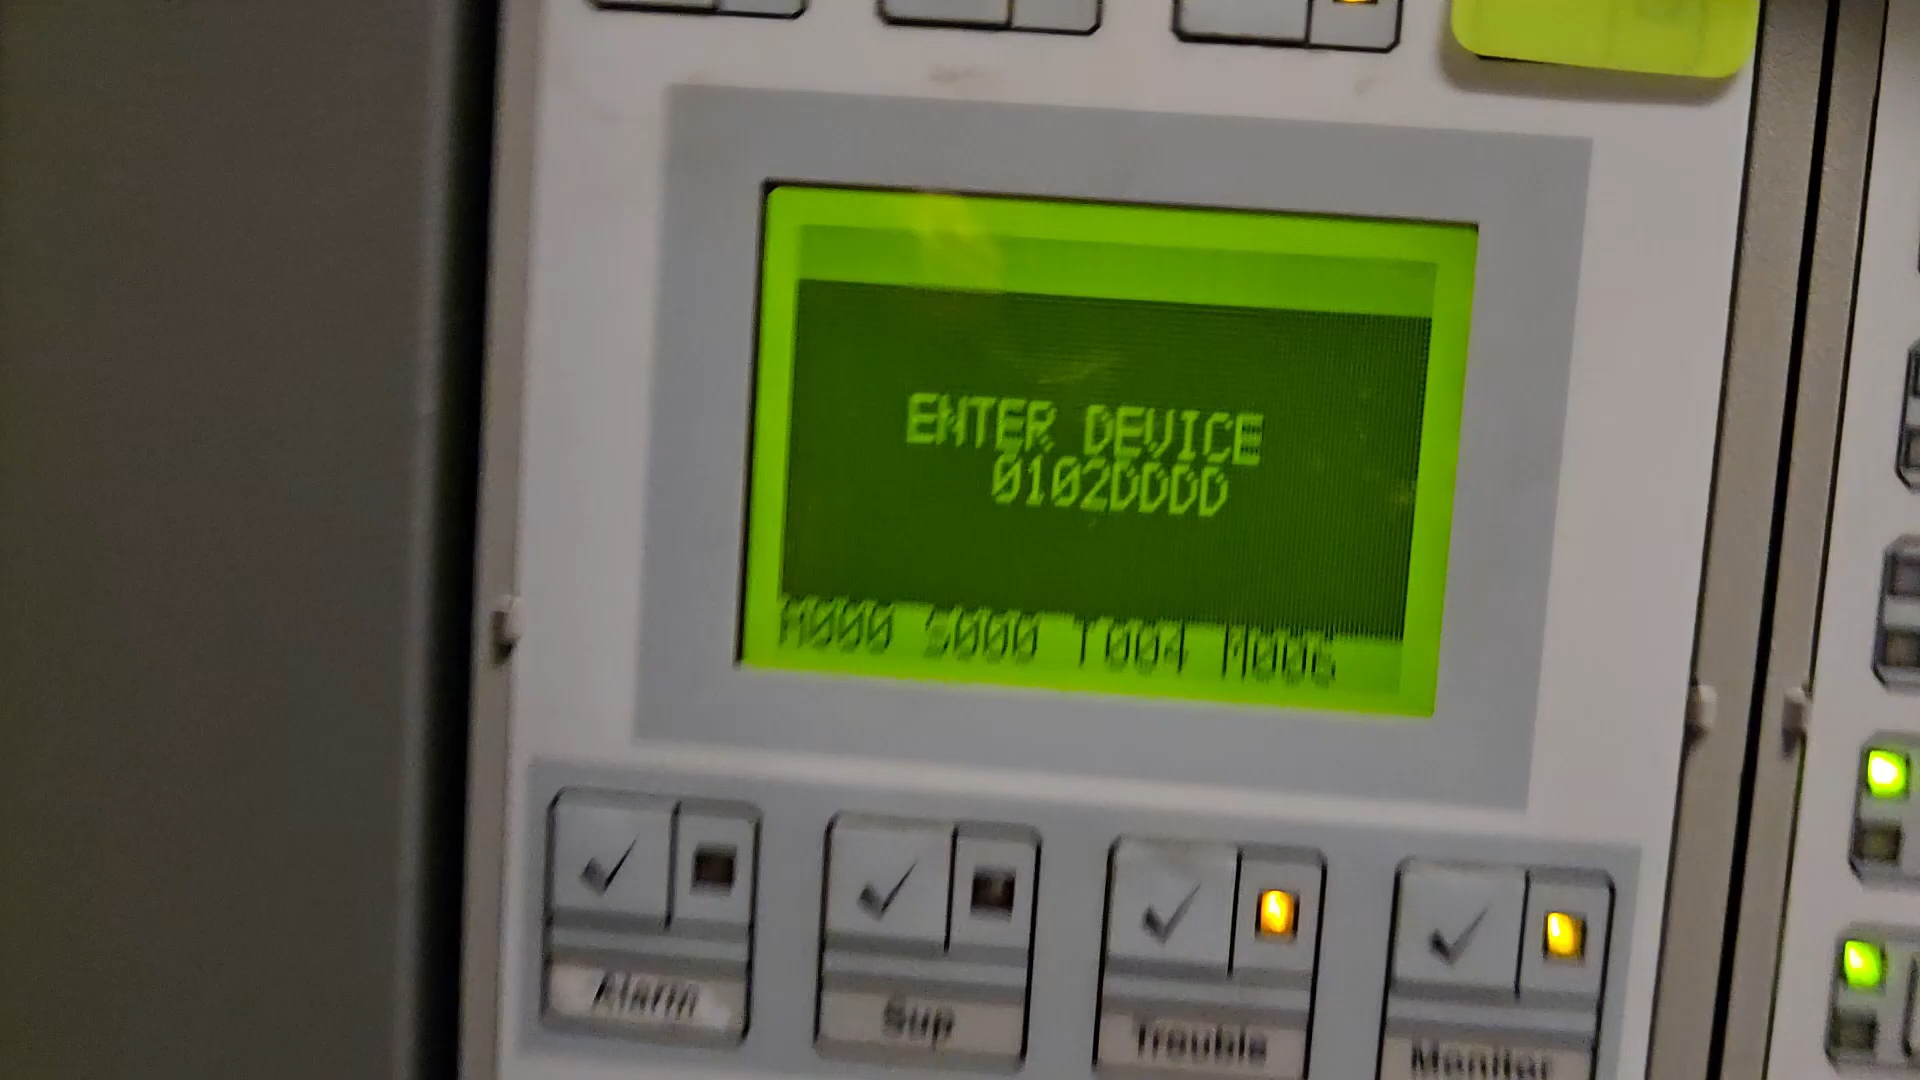 ENTER DEVICE
0102DDDD
A000 S000 T004 M006
Alarm
Sup
Trouble
Monitor